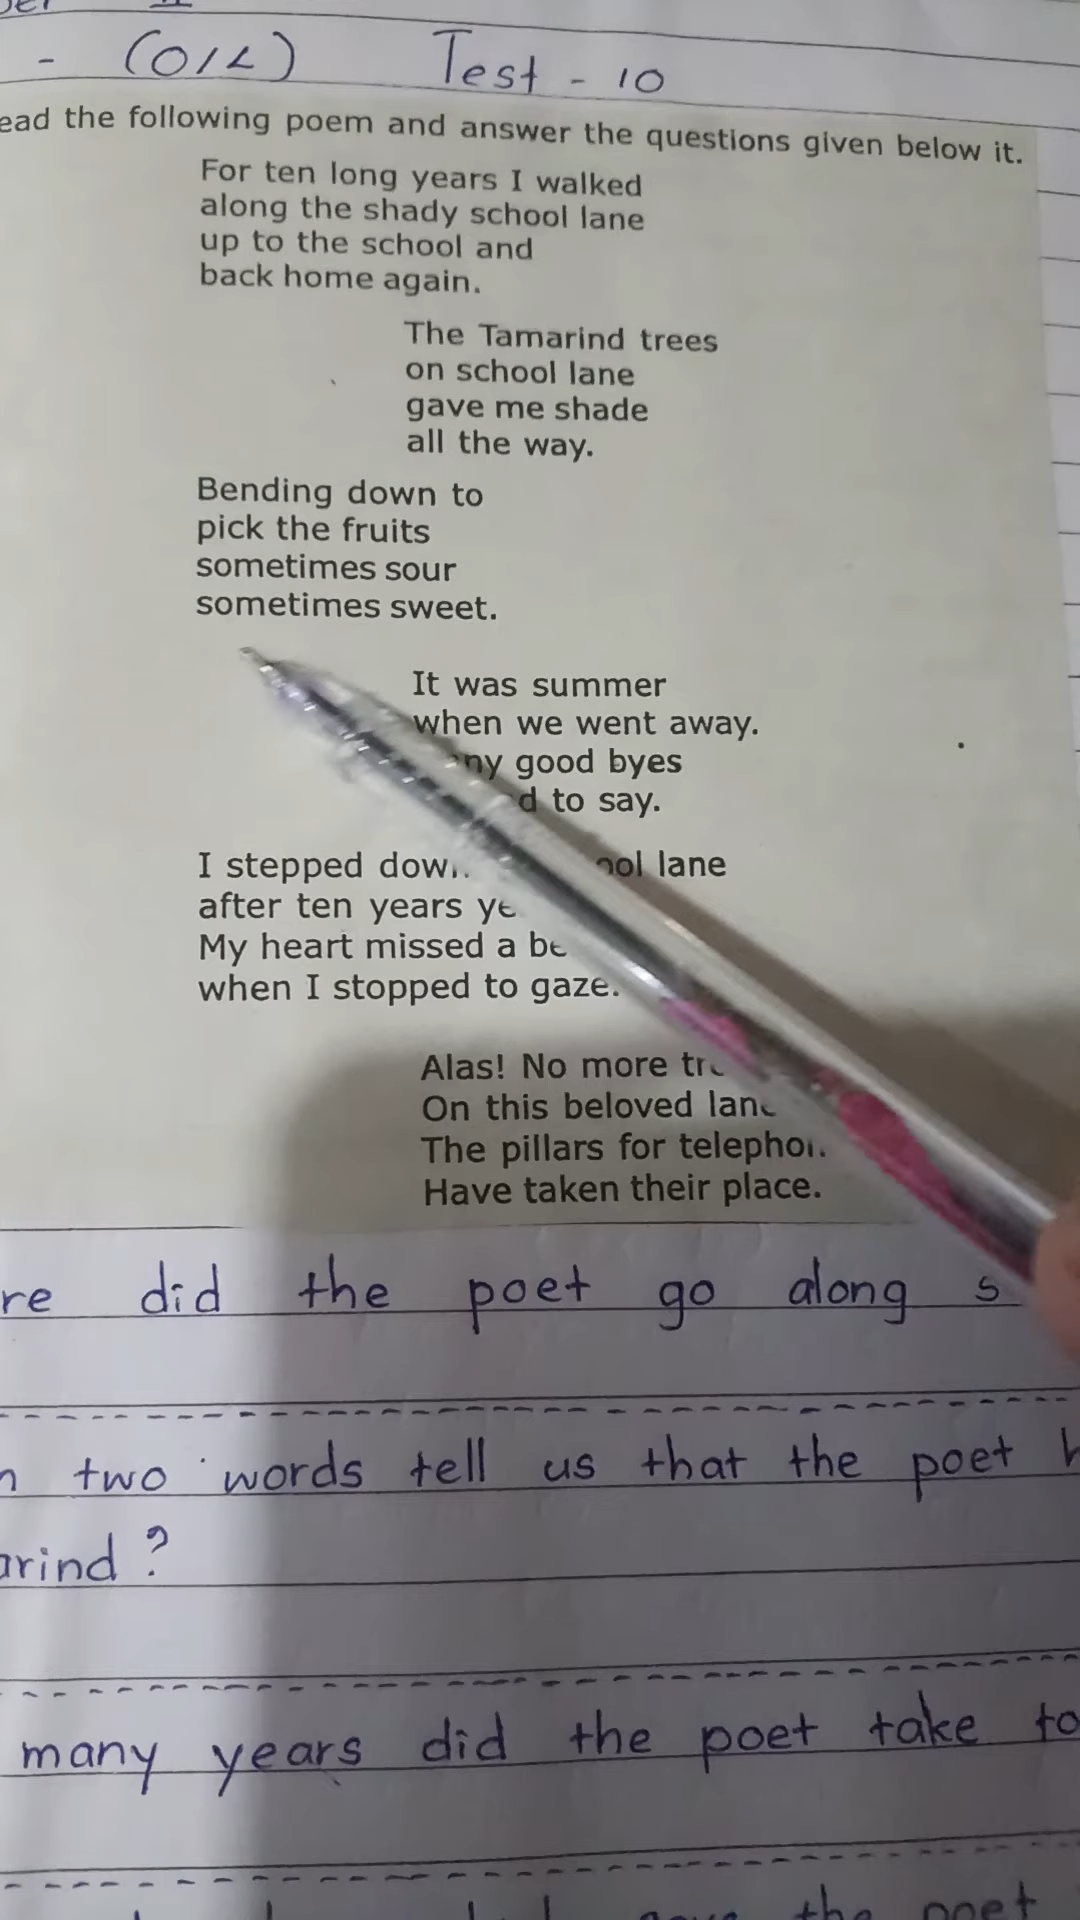 - (O/L) Test - 10
the following poem and answer the questions given below it.
For ten long years I walked
along the shady school lane
up to the school and
back home again.
The Tamarind trees
on school lane
gave me shade
all the way.
Bending down to
pick the fruits
sometimes sour
sometimes sweet.
It was summer
when we went away.
good byes
to say.
I stepped lane
after ten years
My heart missed a
when I stopped to gaze.
Alas! No more
On this beloved
The pillars for
Have taken their place.
did the poet go along
two words tell us that the poet
many years did the poet take to
the poet